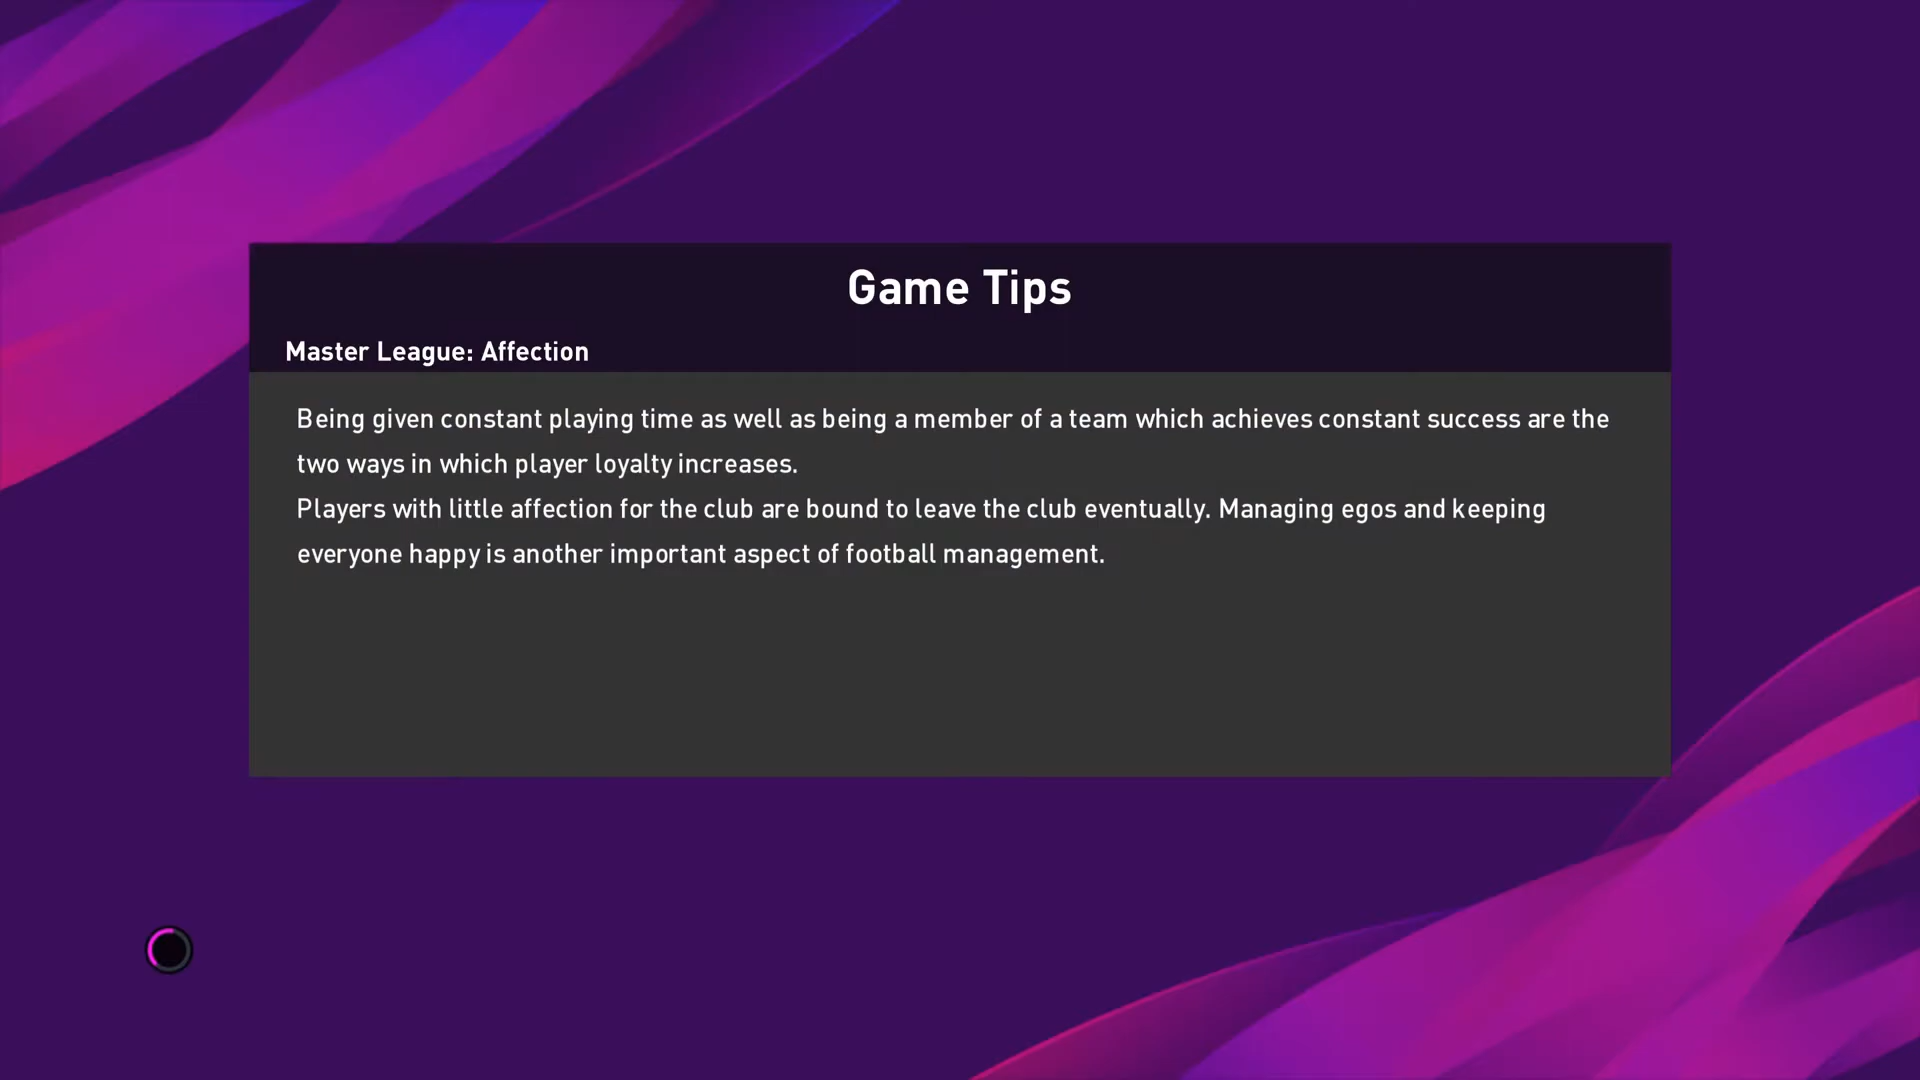 Game Tips
Master League: Affection
Being given constant playing time as well as being a member of a team which achieves constant success are the
two ways in which player loyalty increases.
Players with little affection for the club are bound to leave the club eventually. Managing egos and keeping
everyone happy is another important aspect of football management.